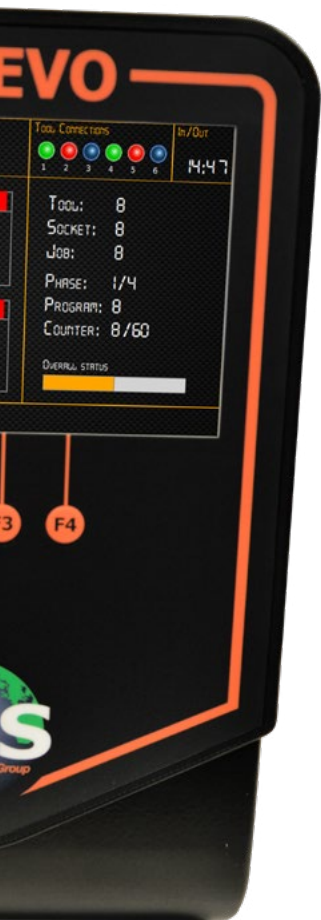 EVO
Tool Connections
In/Out
1 2 3 4 5 6
14:47
Tool: 8
Socket: 8
Job: 8
Phase: 1/4
Program: 8
Counter: 8/60
Overall status
F3
F4
S
Group